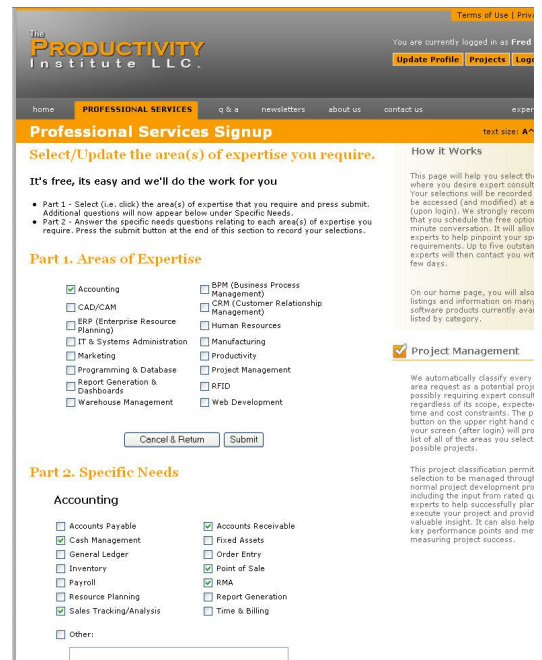 Terms of Use | Priva
The
PRODUCTIVITY
Institute LLC.
You are currently logged in as Fred
Update Profile Projects Logo
home PROFESSIONAL SERVICES q & a newsletters about us contact us exper
Professional Services Signup
text size: A^
Select/Update the area(s) of expertise you require.
It's free, its easy and we'll do the work for you
Part 1 - Select (i.e. click) the area(s) of expertise that you require and press submit.
Additional questions will now appear below under Specific Needs.
Part 2 - Answer the specific needs questions relating to each area(s) of expertise you
require. Press the submit button at the end of this section to record your selections.
Part 1. Areas of Expertise
Accounting
BPM (Business Process
Management)
CAD/CAM
CRM (Customer Relationship
Management)
ERP (Enterprise Resource
Planning)
Human Resources
IT & Systems Administration
Manufacturing
Marketing
Productivity
Programming & Database
Project Management
Report Generation &
Dashboards
RFID
Warehouse Management
Web Development
Cancel & Return Submit
Part 2. Specific Needs
Accounting
Accounts Payable
Accounts Receivable
Cash Management
Fixed Assets
General Ledger
Order Entry
Inventory
Point of Sale
Payroll
RMA
Resource Planning
Report Generation
Sales Tracking/Analysis
Time & Billing
Other:
How it Works
This page will help you select the
where you desire expert consult
Your selections will be recorded
be accessed (and modified) at a
(upon login). We strongly recom
that you schedule the free optio
minute conversation. It will allow
experts to help pinpoint your spe
requirements. Up to five outstan
experts will then contact you wit
few days.
On our home page, you will also
listings and information on many
software products currently avai
listed by category.
Project Management
We automatically classify every
area request as a potential proje
possibly requiring expert consult
regardless of its scope, expected
time and cost constraints. The p
button on the upper right hand c
your screen (after login) will pro
list of all of the areas you select
possible projects.
This project classification permit
selection to be managed through
normal project development pro
including the input from rated qu
experts to help successfully plan
execute your project and provid
valuable insight. It can also help
key performance points and me
measuring project success.